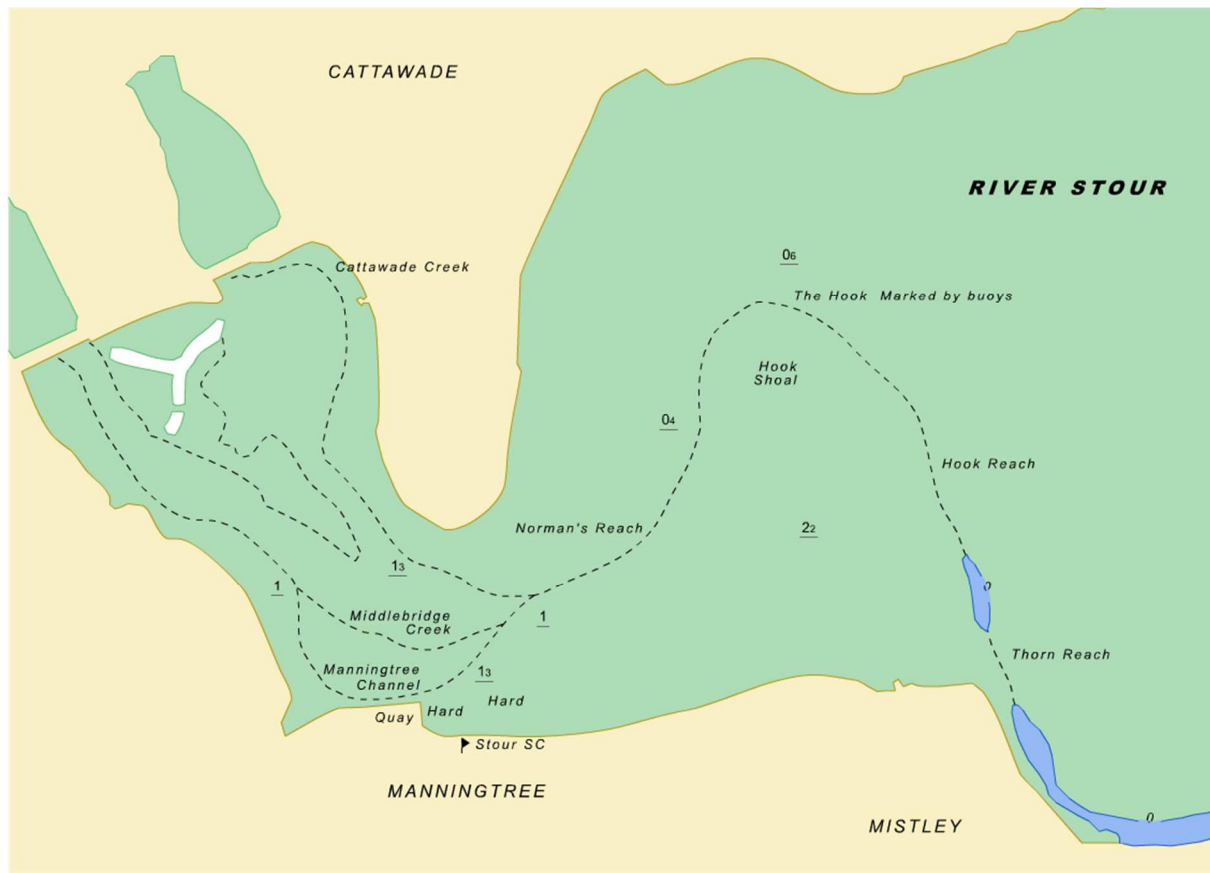 CATTAWADE
RIVER STOUR
Cattawade Creek
06
The Hook Marked by buoys
Hook
Shoal
04
Hook Reach
Norman's Reach
22
13
1
0
Middlebridge
Creek
1
Manningtree
Channel
13
Thorn Reach
Hard
Hard
Quay
Stour SC
MANNINGTREE
MISTLEY
0